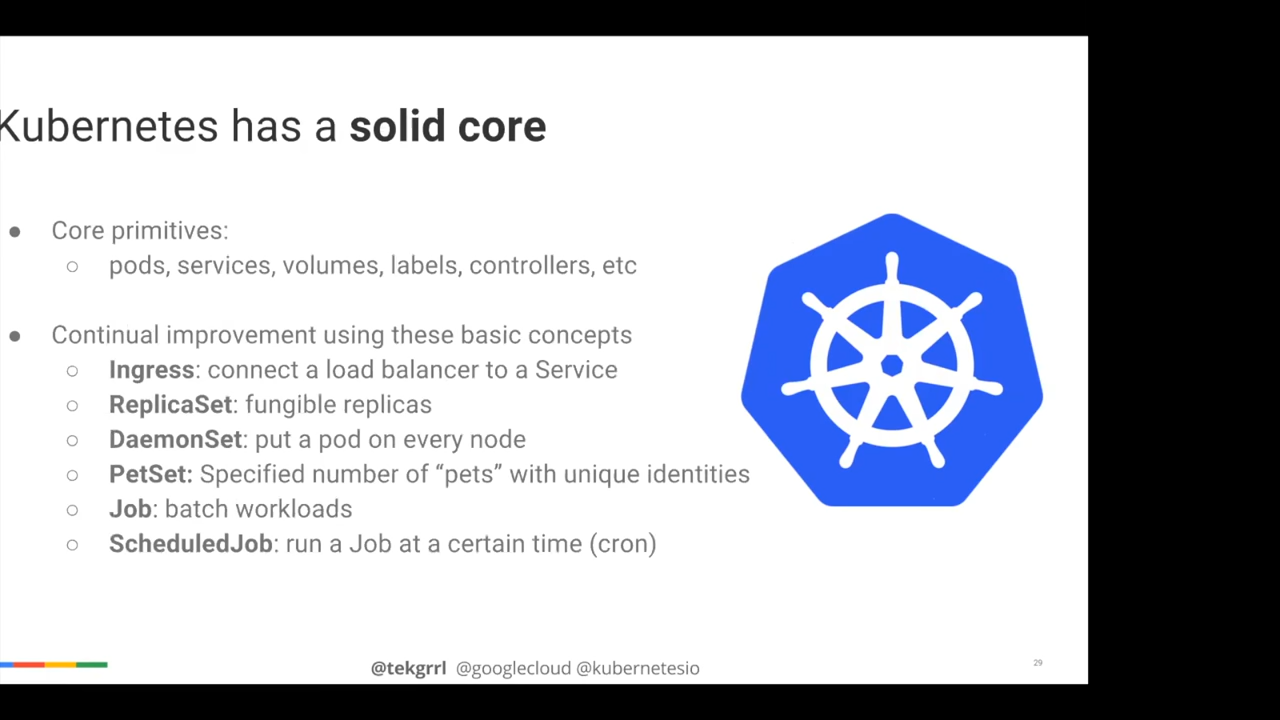 Kubernetes has a solid core
● Core primitives:
○ pods, services, volumes, labels, controllers, etc
● Continual improvement using these basic concepts
○ Ingress: connect a load balancer to a Service
○ ReplicaSet: fungible replicas
○ DaemonSet: put a pod on every node
○ PetSet: Specified number of “pets” with unique identities
○ Job: batch workloads
○ ScheduledJob: run a Job at a certain time (cron)
@tekgrrl @googlecloud @kubernetesio
29